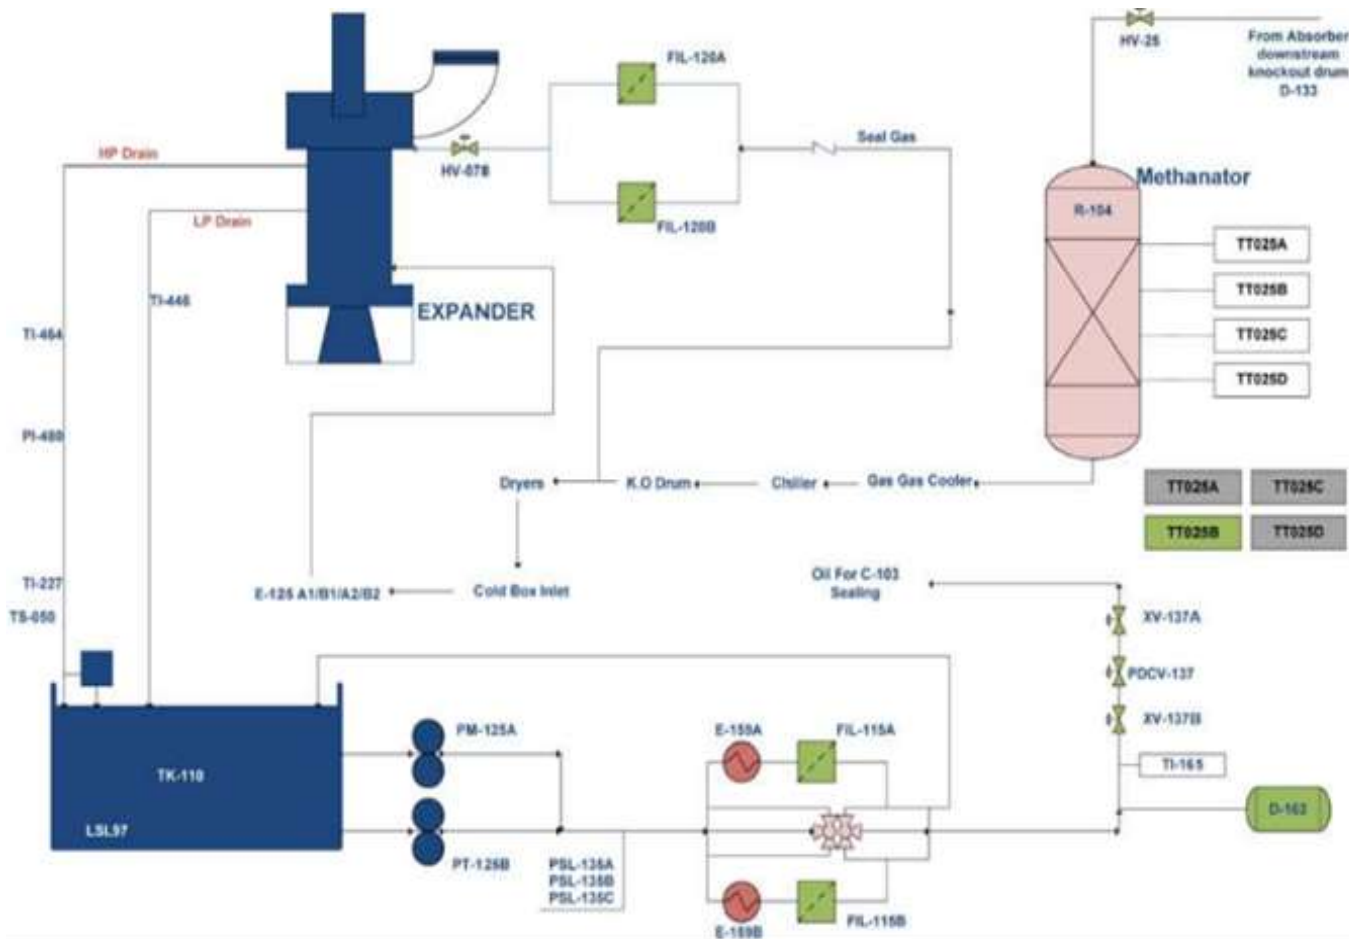 HV-25
From Absorber
downstream
knockout drum
D-133
FIL-120A
Seal Gas
HP Drain
HV-078
Methanator
R-104
LP Drain
FIL-120B
TT025A
TT025B
TT025C
TT025D
TI-446
EXPANDER
TI-464
PI-480
Dryers
K.O Drum
Chiller
Gas Gas Cooler
TT025A
TT025C
TT025B
TT025D
TI-237
TS-050
E-125 A1/B1/A2/B2
Cold Box Inlet
Oil For C-103
Sealing
XV-137A
PDCV-137
XV-137B
PM-125A
E-159A
FIL-115A
TI-165
TK-110
D-163
LSL97
PT-125B
PSL-135A
PSL-135B
PSL-135C
FIL-115B
E-159B